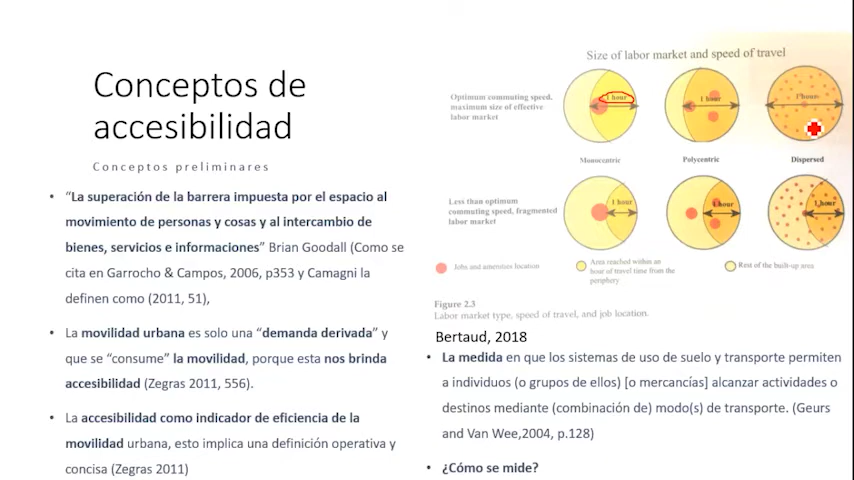 Conceptos de
accesibilidad
Conceptos preliminares
• “La superación de la barrera impuesta por el espacio al
movimiento de personas y cosas y al intercambio de
bienes, servicios e informaciones” Brian Goodall (Como se
cita en Garrocho & Campos, 2006, p353 y Camagni la
definen como (2011, 51),
• La movilidad urbana es solo una “demanda derivada” y
que se “consume” la movilidad, porque esta nos brinda
accesibilidad (Zegras 2011, 556).
• La accesibilidad como indicador de eficiencia de la
movilidad urbana, esto implica una definición operativa y
concisa (Zegras 2011)
Size of labor market and speed of travel
Optimum commuting speed,
maximum size of effective
labor market
1 hour
1 hour
1 hour
Monocentric
Polycentric
Dispersed
Less than optimum
commuting speed, fragmented
labor market
1 hour
1 hour
1 hour
Jobs and amenities location
Area reached within an
hour of travel time from the
periphery
Rest of the built-up area
Figure 2.3
Labor market type, speed of travel, and job location.
Bertaud, 2018
• La medida en que los sistemas de uso de suelo y transporte permiten
a individuos (o grupos de ellos) [o mercancías] alcanzar actividades o
destinos mediante (combinación de) modo(s) de transporte. (Geurs
and Van Wee,2004, p.128)
• ¿Cómo se mide?